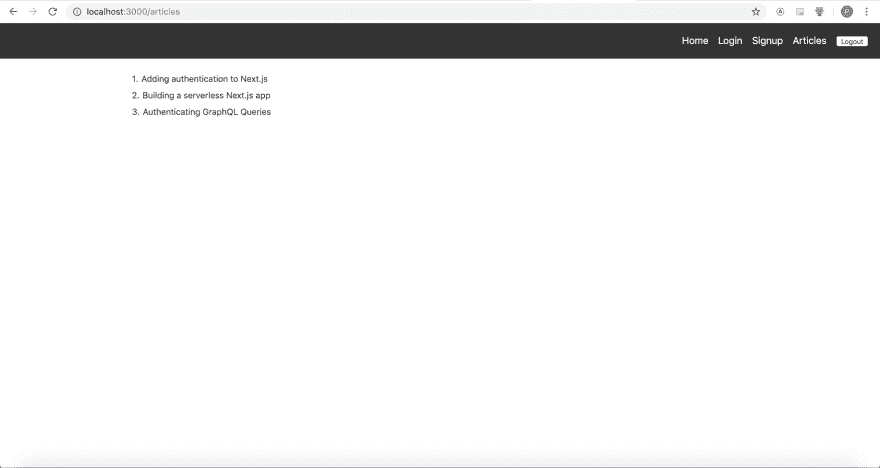 localhost:3000/articles
Home Login Signup Articles Logout
1. Adding authentication to Next.js
2. Building a serverless Next.js app
3. Authenticating GraphQL Queries